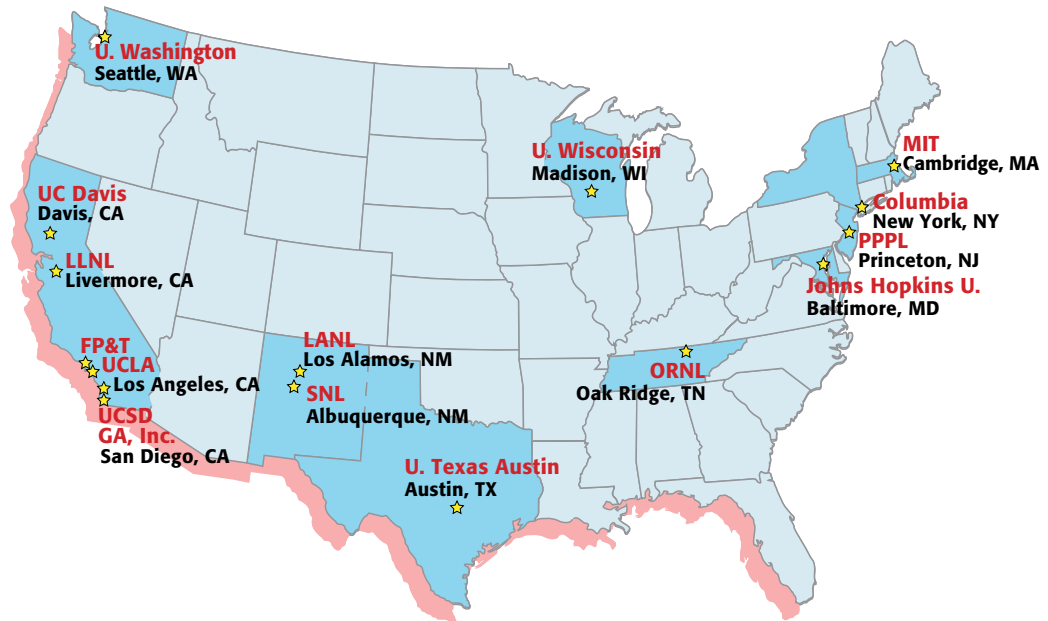 U. Washington
Seattle, WA
UC Davis
Davis, CA
LLNL
Livermore, CA
FP&T
UCLA
Los Angeles, CA
UCSD
GA, Inc.
San Diego, CA
LANL
Los Alamos, NM
SNL
Albuquerque, NM
U. Texas Austin
Austin, TX
U. Wisconsin
Madison, WI
ORNL
Oak Ridge, TN
MIT
Cambridge, MA
Columbia
New York, NY
PPPL
Princeton, NJ
Johns Hopkins U.
Baltimore, MD